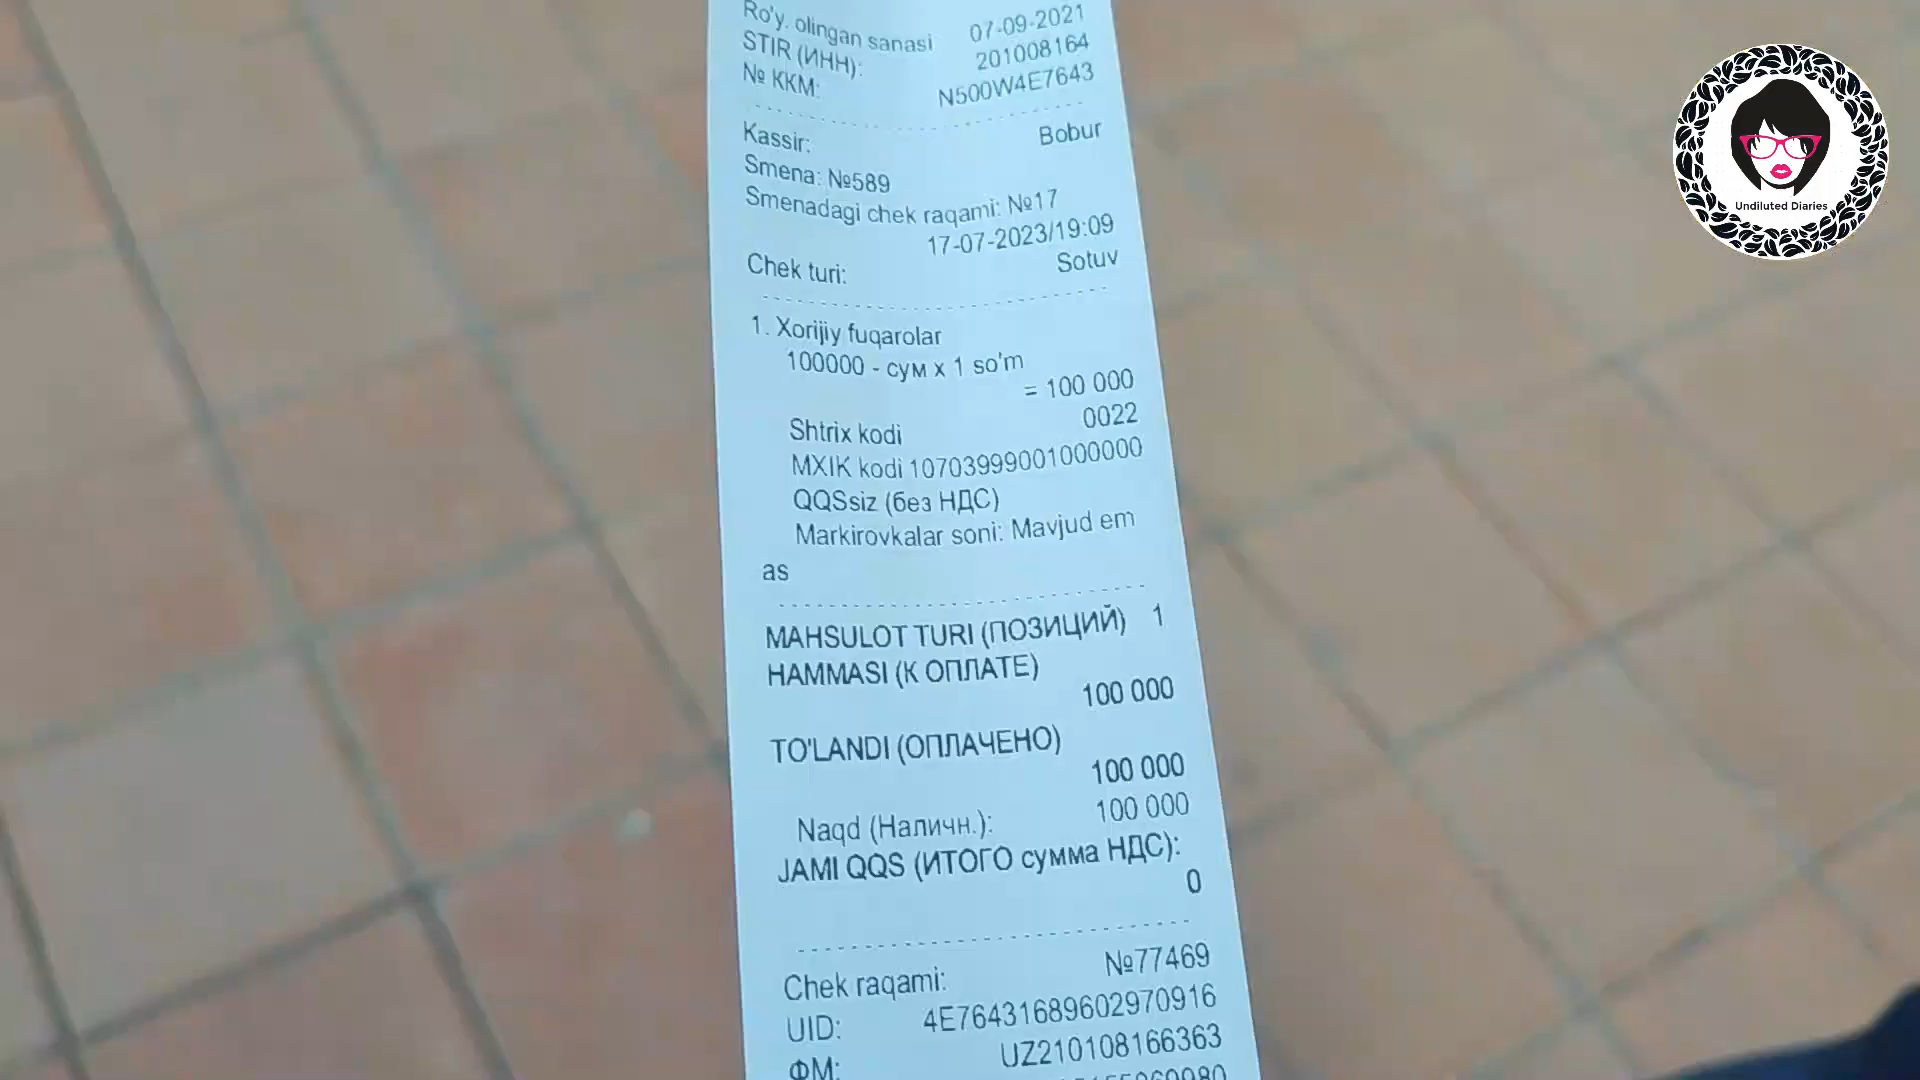 Ro'y. olingan sanasi 07-09-2021
STIR (ИНН): 201008164
№ KKM: N500W4E7643
Kassir: Bobur
Smena: №589
Smenadagi chek raqami: №17
17-07-2023/19:09
Chek turi: Sotuv
1. Xorijiy fuqarolar
100000 - сум x 1 so'm
= 100 000
Shtrix kodi 0022
MXIK kodi 10703999001000000
QQSsiz (без НДС)
Markirovkalar soni: Mavjud em
as
MAHSULOT TURI (ПОЗИЦИЙ) 1
HAMMASI (К ОПЛАТЕ)
100 000
TO'LANDI (ОПЛАЧЕНО)
100 000
Naqd (Наличн.): 100 000
JAMI QQS (ИТОГО сумма НДС):
0
Chek raqami: №77469
UID: 4E76431689602970916
ФМ: UZ210108166363
Undiluted Diaries